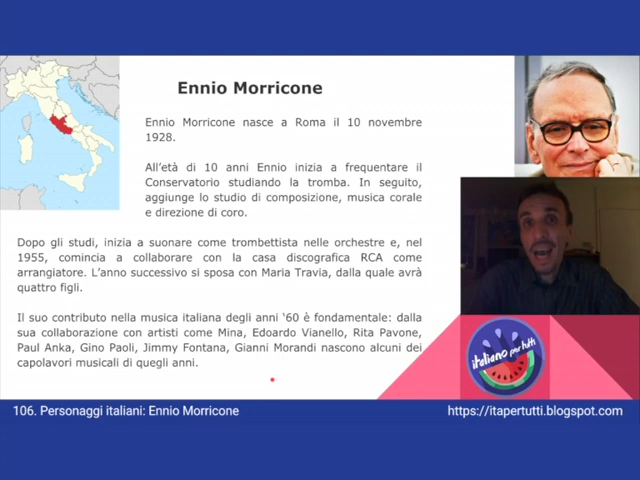 Ennio Morricone
Ennio Morricone nasce a Roma il 10 novembre
1928.
All'età di 10 anni Ennio inizia a frequentare il
Conservatorio studiando la tromba. In seguito,
aggiunge lo studio di composizione, musica corale
e direzione di coro.
Dopo gli studi, inizia a suonare come trombettista nelle orchestre e, nel
1955, comincia a collaborare con la casa discografica RCA come
arrangiatore. L'anno successivo si sposa con Maria Travia, dalla quale avrà
quattro figli.
Il suo contributo nella musica italiana degli anni '60 è fondamentale: dalla
sua collaborazione con artisti come Mina, Edoardo Vianello, Rita Pavone,
Paul Anka, Gino Paoli, Jimmy Fontana, Gianni Morandi nascono alcuni dei
capolavori musicali di quegli anni.
italiano per tutti
106. Personaggi italiani: Ennio Morricone
https://itapertutti.blogspot.com